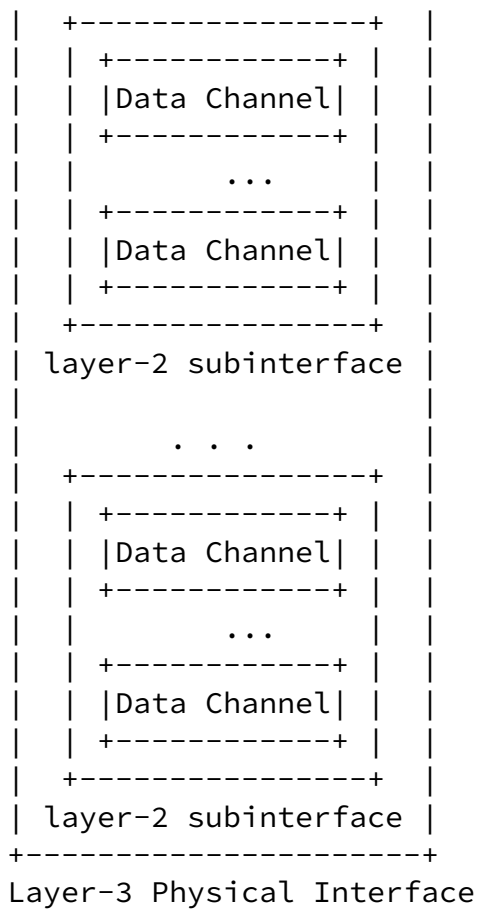 |  +----------------+  |
|  | +------------+ |  |
|  | |Data Channel| |  |
|  | +------------+ |  |
|  |       ...      |  |
|  | +------------+ |  |
|  | |Data Channel| |  |
|  | +------------+ |  |
|  +----------------+  |
| layer-2 subinterface |
|                      |
|        . . .         |
|  +----------------+  |
|  | +------------+ |  |
|  | |Data Channel| |  |
|  | +------------+ |  |
|  |       ...      |  |
|  | +------------+ |  |
|  | |Data Channel| |  |
|  | +------------+ |  |
|  +----------------+  |
| layer-2 subinterface |
+----------------------+
Layer-3 Physical Interface